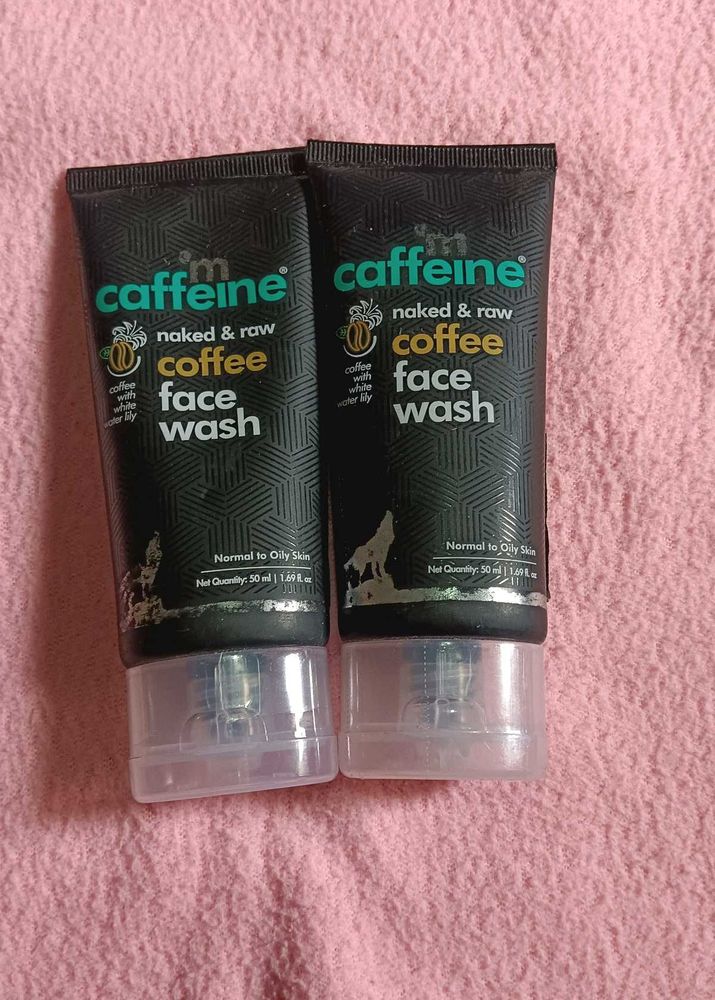 'm
caffeine®
naked & raw
coffee
face
wash
coffee
with
white
water lily
Normal to Oily Skin
Net Quantity: 50 ml | 1.69 fl. oz
'm
caffeine®
naked & raw
coffee
face
wash
coffee
with
white
water lily
Normal to Oily Skin
Net Quantity: 50 ml | 1.69 fl. oz